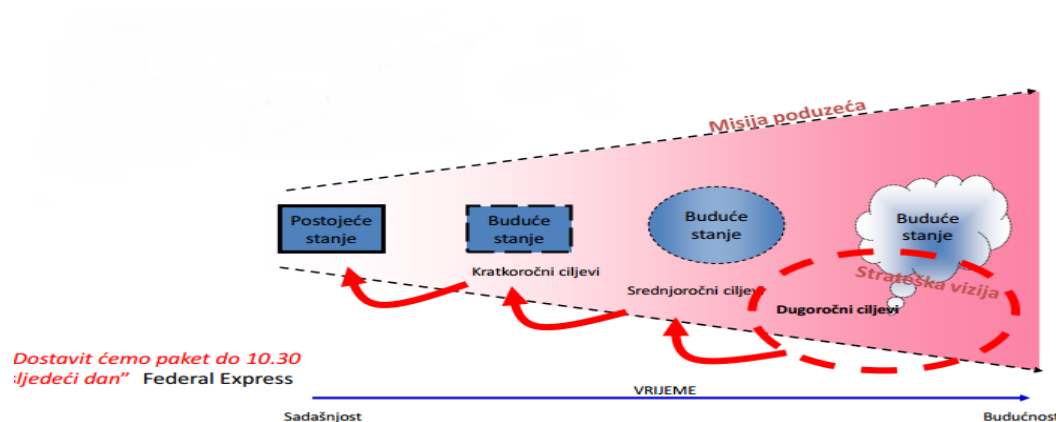 Misija poduzeća
Postojeće
stanje
Buduće
stanje
Buduće
stanje
Buduće
stanje
Kratkoročni ciljevi
Srednjoročni ciljevi
Strateška vizija
Dugoročni ciljevi
Dostavit ćemo paket do 10.30
sljedeći dan” Federal Express
VRIJEME
Sadašnjost
Budućnost